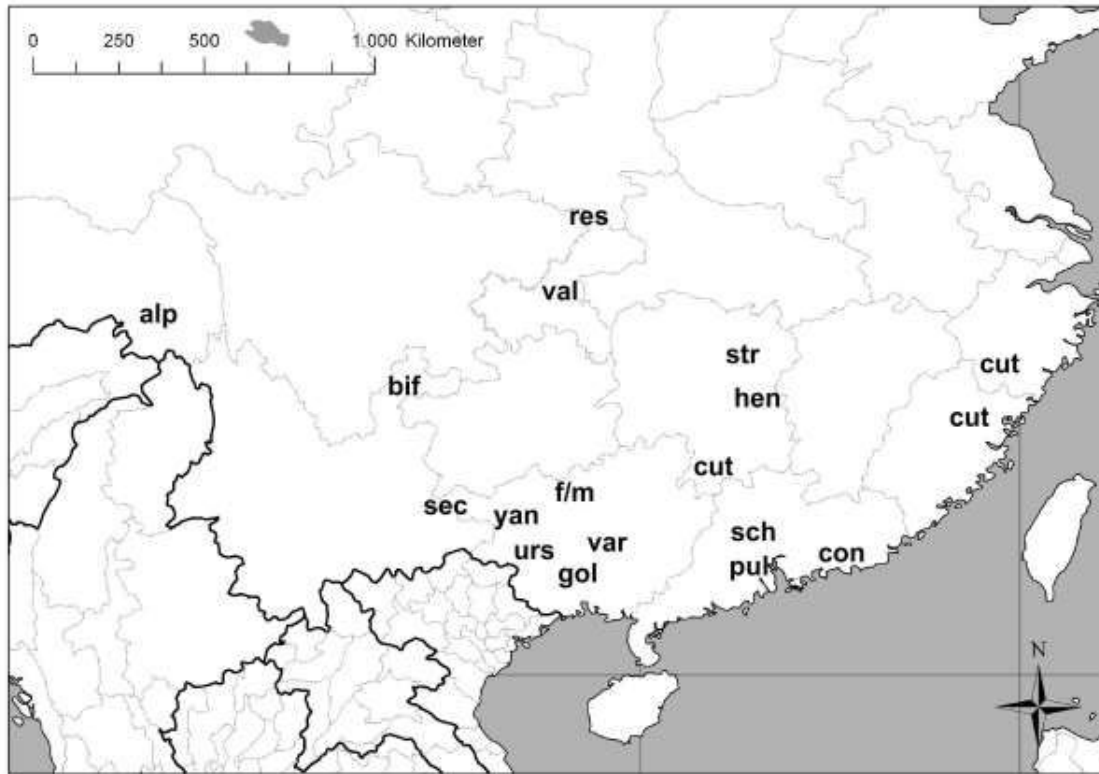 0 250 500 1.000 Kilometer
res
val
alp
str
cut
bif
hen
cut
cut
f/m
sec
yan
sch
var
urs
con
pul
gol
N